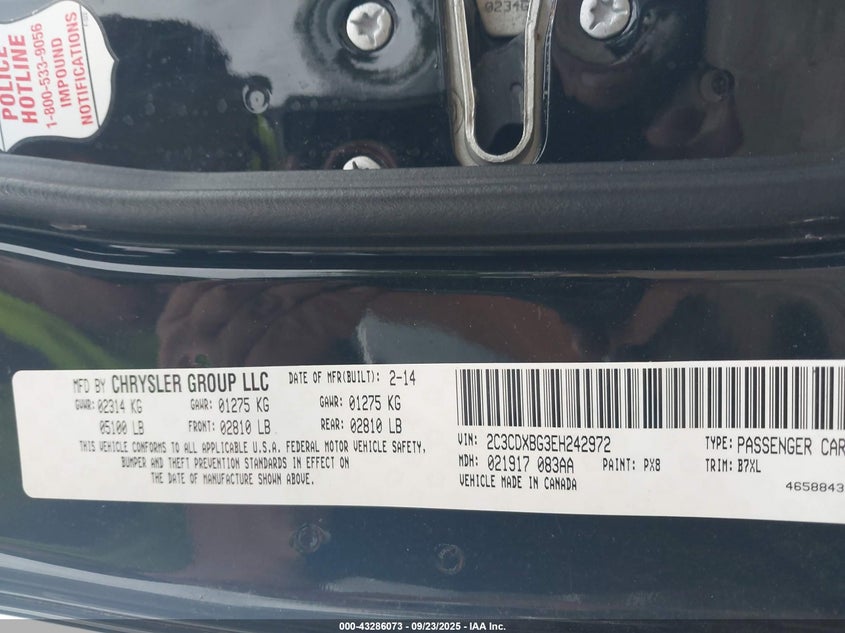 POLICE
HOTLINE
1-800-533-9056
IMPOUND
NOTIFICATIONS
0234G
MFD BY CHRYSLER GROUP LLC DATE OF MFR(BUILT): 2-14
GVWR: 02314 KG GAWR: 01275 KG GAWR: 01275 KG
05100 LB FRONT: 02810 LB REAR: 02810 LB
THIS VEHICLE CONFORMS TO ALL APPLICABLE U.S.A. FEDERAL MOTOR VEHICLE SAFETY,
BUMPER AND THEFT PREVENTION STANDARDS IN EFFECT ON
THE DATE OF MANUFACTURE SHOWN ABOVE.
VIN: 2C3CDXBG3EH242972 TYPE: PASSENGER CAR
MDH: 021917 083AA PAINT: PX8 TRIM: B7XL
VEHICLE MADE IN CANADA
4658843
000-43286073 - 09/23/2025 - IAA Inc.